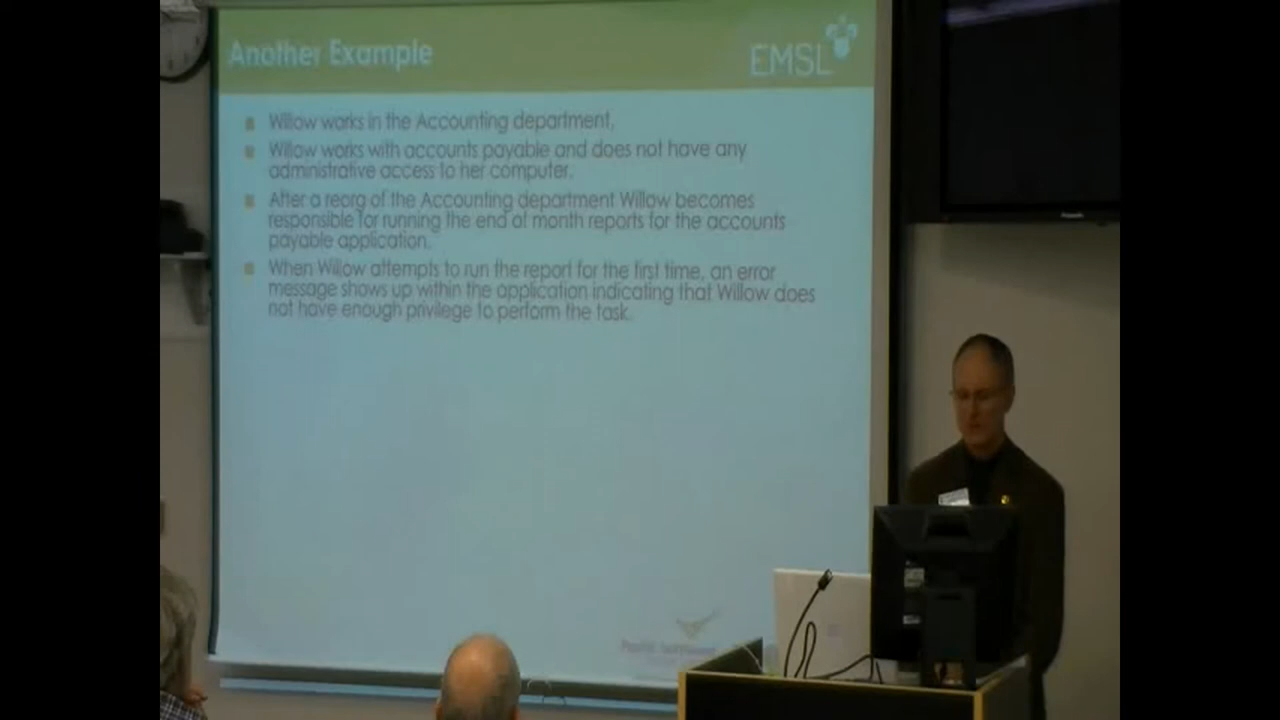 Another Example
EMSL
Willow works in the Accounting department.
Willow works with accounts payable and does not have any
administrative access to her computer.
After a reorg of the Accounting department Willow becomes
responsible for running the end of month reports for the accounts
payable application.
When Willow attempts to run the report for the first time, an error
message shows up within the application indicating that Willow does
not have enough privilege to perform the task.
Pacific Northwest